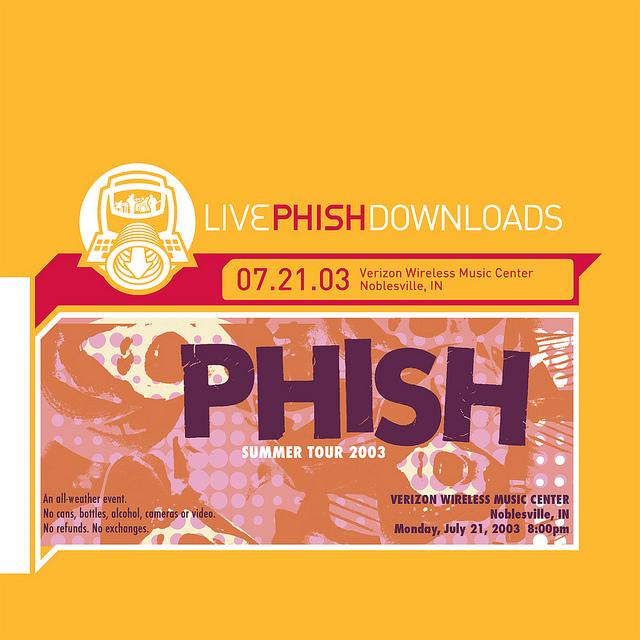 LIVEPHISHDOWNLOADS
07.21.03
Verizon Wireless Music Center
Noblesville, IN
PHISH
SUMMER TOUR 2003
An all-weather event.
No cans, bottles, alcohol, cameras or video.
No refunds. No exchanges.
VERIZON WIRELESS MUSIC CENTER
Noblesville, IN
Monday, July 21, 2003 8:00pm